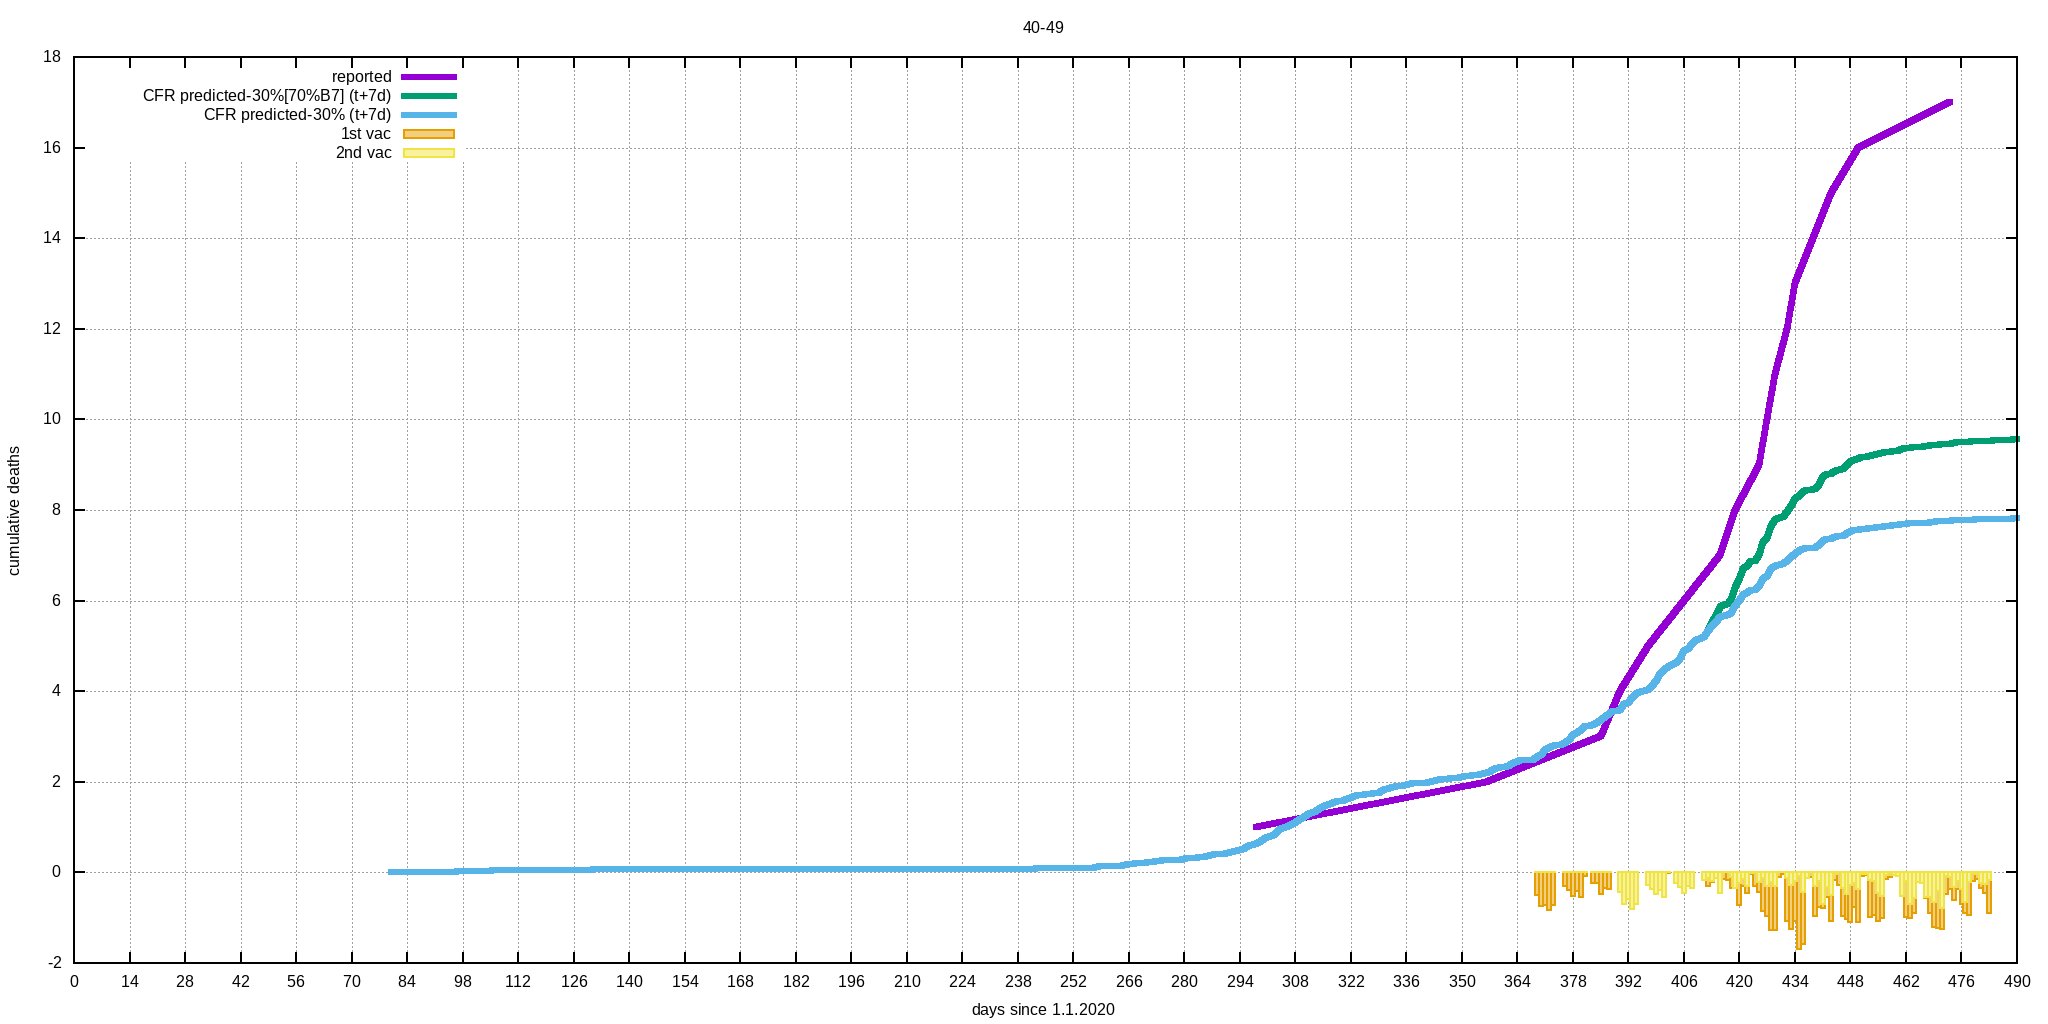 40-49
reported
CFR predicted-30%[70%B7] (t+7d)
CFR predicted-30% (t+7d)
1st vac
2nd vac
18
16
14
12
10
8
6
4
2
0
-2
cumulative deaths
0 14 28 42 56 70 84 98 112 126 140 154 168 182 196 210 224 238 252 266 280 294 308 322 336 350 364 378 392 406 420 434 448 462 476 490
days since 1.1.2020